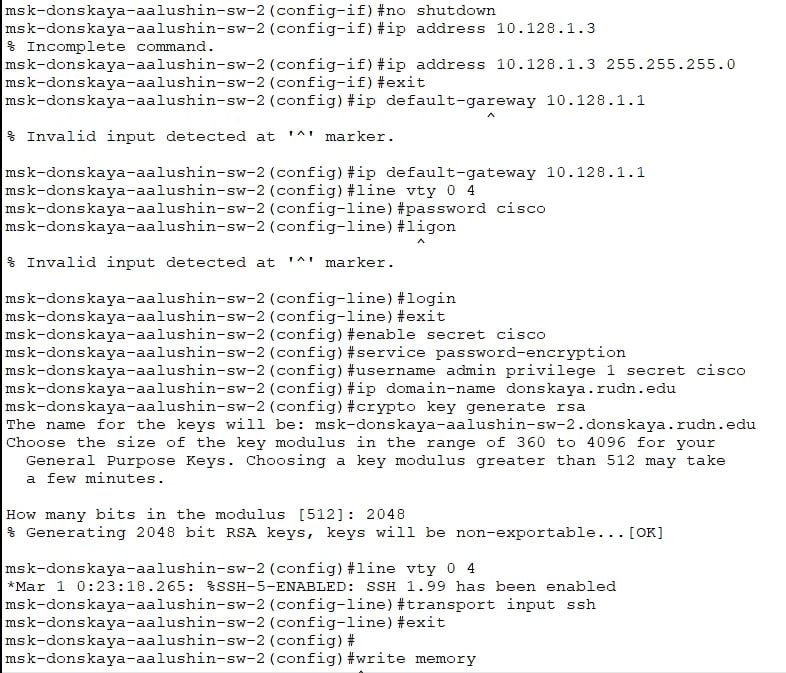 msk-donskaya-aalushin-sw-2(config-if)#no shutdown
msk-donskaya-aalushin-sw-2(config-if)#ip address 10.128.1.3
% Incomplete command.
msk-donskaya-aalushin-sw-2(config-if)#ip address 10.128.1.3 255.255.255.0
msk-donskaya-aalushin-sw-2(config-if)#exit
msk-donskaya-aalushin-sw-2(config)#ip default-gareway 10.128.1.1
^
% Invalid input detected at '^' marker.
msk-donskaya-aalushin-sw-2(config)#ip default-gateway 10.128.1.1
msk-donskaya-aalushin-sw-2(config)#line vty 0 4
msk-donskaya-aalushin-sw-2(config-line)#password cisco
msk-donskaya-aalushin-sw-2(config-line)#ligon
^
% Invalid input detected at '^' marker.
msk-donskaya-aalushin-sw-2(config-line)#login
msk-donskaya-aalushin-sw-2(config-line)#exit
msk-donskaya-aalushin-sw-2(config)#enable secret cisco
msk-donskaya-aalushin-sw-2(config)#service password-encryption
msk-donskaya-aalushin-sw-2(config)#username admin privilege 1 secret cisco
msk-donskaya-aalushin-sw-2(config)#ip domain-name donskaya.rudn.edu
msk-donskaya-aalushin-sw-2(config)#crypto key generate rsa
The name for the keys will be: msk-donskaya-aalushin-sw-2.donskaya.rudn.edu
Choose the size of the key modulus in the range of 360 to 4096 for your
General Purpose Keys. Choosing a key modulus greater than 512 may take
a few minutes.
How many bits in the modulus [512]: 2048
% Generating 2048 bit RSA keys, keys will be non-exportable...[OK]
msk-donskaya-aalushin-sw-2(config)#line vty 0 4
*Mar 1 0:23:18.265: %SSH-5-ENABLED: SSH 1.99 has been enabled
msk-donskaya-aalushin-sw-2(config-line)#transport input ssh
msk-donskaya-aalushin-sw-2(config-line)#exit
msk-donskaya-aalushin-sw-2(config)#
msk-donskaya-aalushin-sw-2(config)#write memory
^